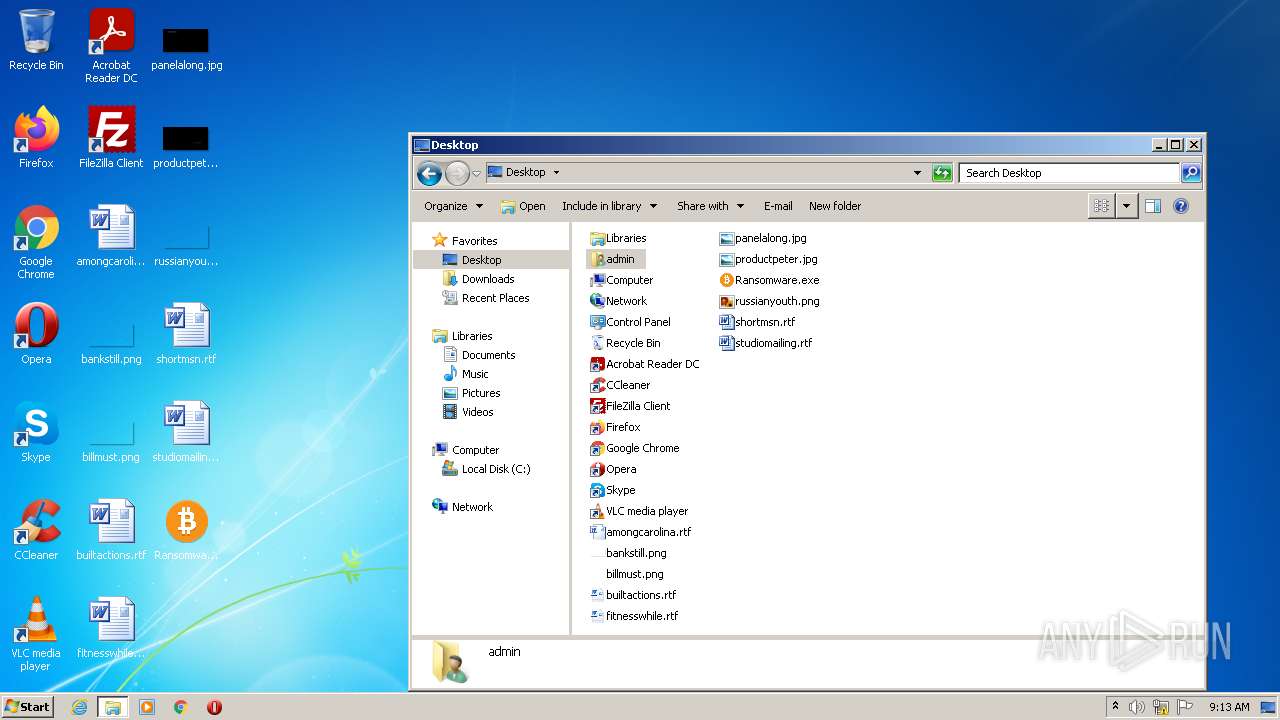 Recycle Bin
Acrobat
Reader DC
panelalong.jpg
Firefox
FileZilla Client
productpet...
Google
Chrome
amongcaroli...
russianyou...
Opera
bankstill.png
shortmsn.rtf
Skype
billmust.png
studiomailin...
CCleaner
builtactions.rtf
Ransomwa...
VLC media
player
fitnesswhile...
Desktop
Desktop
Search Desktop
Organize
Open
Include in library
Share with
E-mail
New folder
Favorites
Desktop
Downloads
Recent Places
Libraries
Documents
Music
Pictures
Videos
Computer
Local Disk (C:)
Network
Libraries
admin
Computer
Network
Control Panel
Recycle Bin
Acrobat Reader DC
CCleaner
FileZilla Client
Firefox
Google Chrome
Opera
Skype
VLC media player
amongcarolina.rtf
bankstill.png
billmust.png
builtactions.rtf
fitnesswhile.rtf
panelalong.jpg
productpeter.jpg
Ransomware.exe
russianyouth.png
shortmsn.rtf
studiomailing.rtf
admin
ANY RUN
Start
9:13 AM